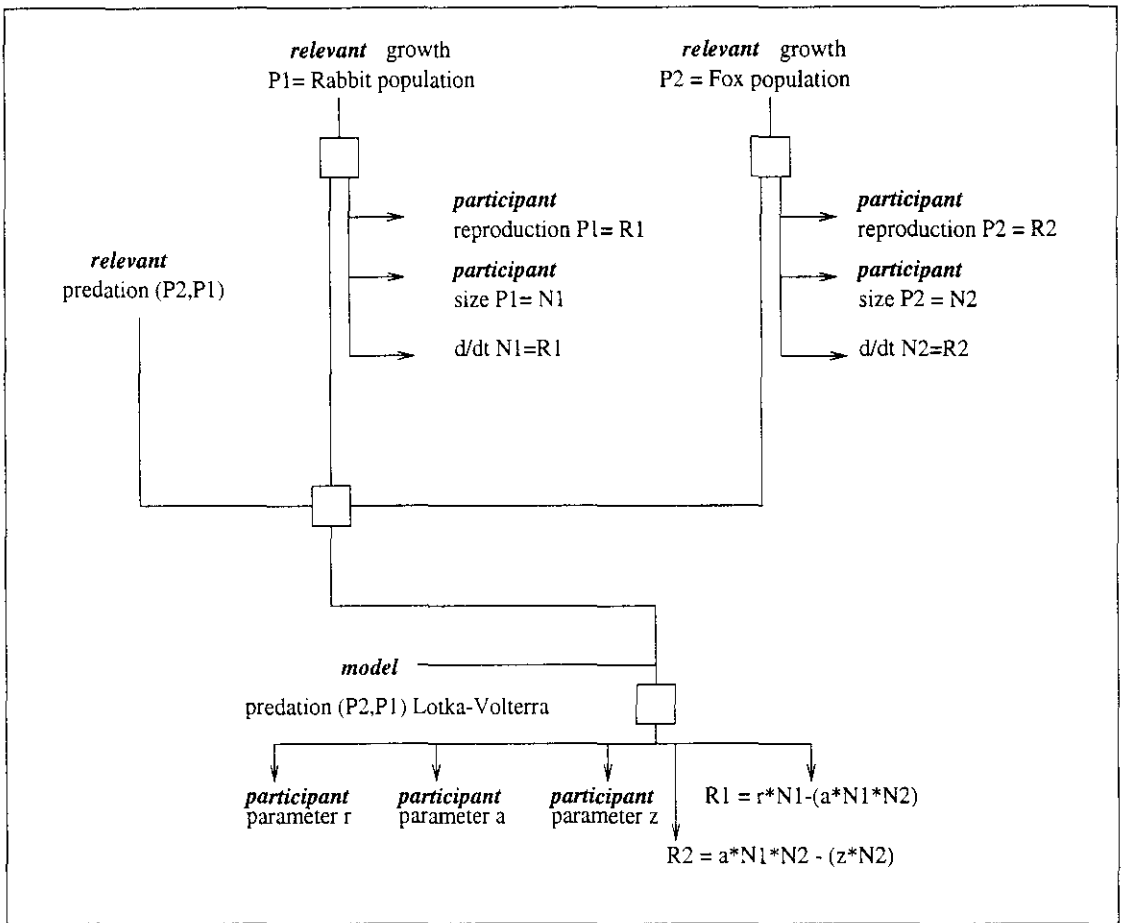 relevant growth
P1= Rabbit population
relevant growth
P2 = Fox population
participant
reproduction P1= R1
participant
size P1= N1
d/dt N1=R1
participant
reproduction P2 = R2
participant
size P2 = N2
d/dt N2=R2
relevant
predation (P2,P1)
model
predation (P2,P1) Lotka-Volterra
participant
parameter r
participant
parameter a
participant
parameter z
R1 = r*N1-(a*N1*N2)
R2 = a*N1*N2 - (z*N2)